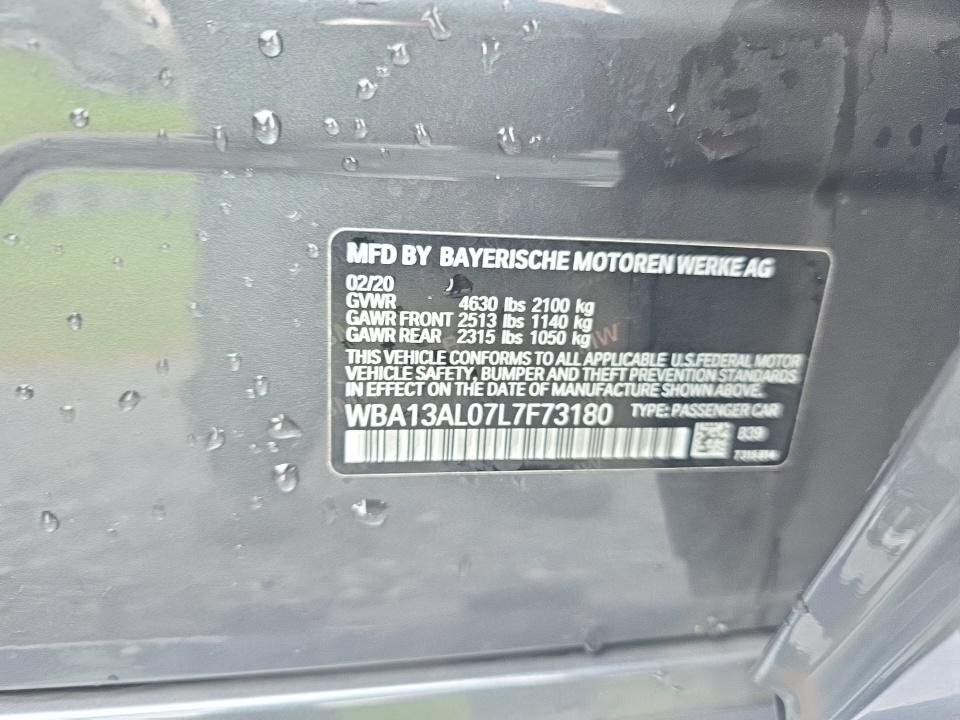 MFD BY BAYERISCHE MOTOREN WERKE AG
02/20
GVWR 4630 lbs 2100 kg
GAWR FRONT 2513 lbs 1140 kg
GAWR REAR 2315 lbs 1050 kg
THIS VEHICLE CONFORMS TO ALL APPLICABLE U.S.FEDERAL MOTOR
VEHICLE SAFETY, BUMPER AND THEFT PREVENTION STANDARDS
IN EFFECT ON THE DATE OF MANUFACTURE SHOWN ABOVE.
WBA13AL07L7F73180 TYPE: PASSENGER CAR